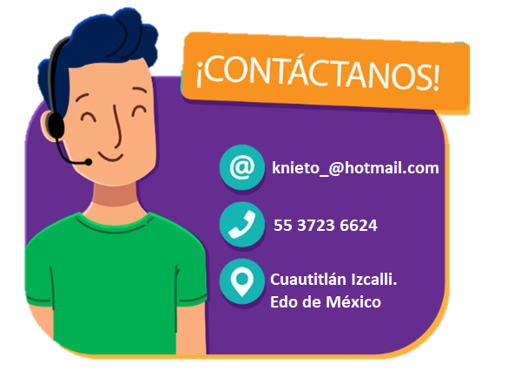 ¡CONTÁCTANOS!
@ knieto_@hotmail.com
55 3723 6624
Cuautitlán Izcalli.
Edo de México